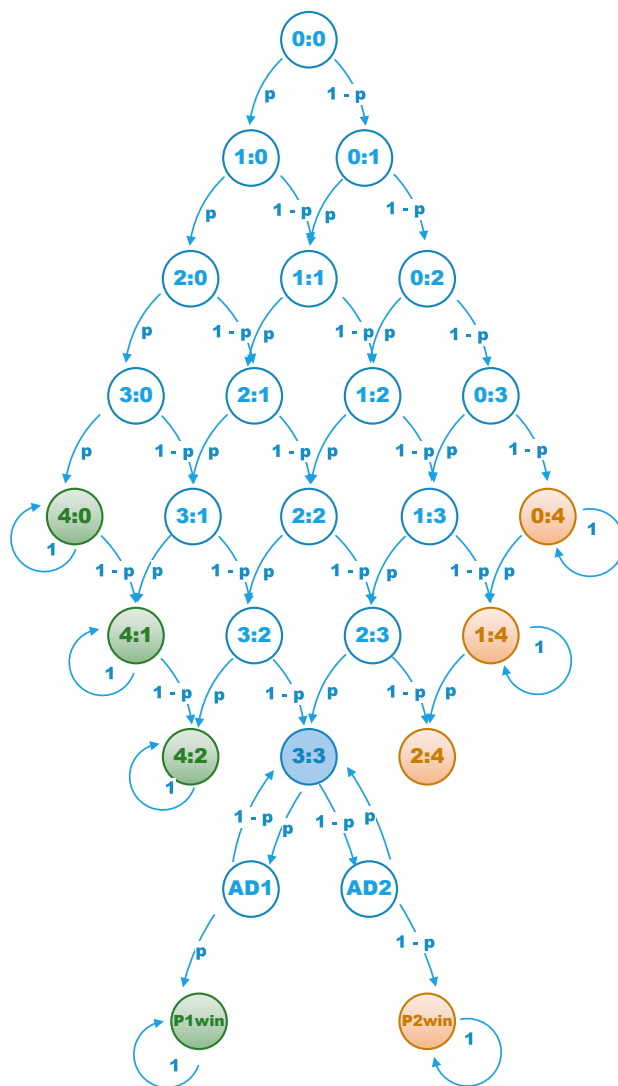 0:0
p 1 - p
1:0 0:1
p 1 - p p 1 - p
2:0 1:1 0:2
p 1 - p p 1 - p p 1 - p
3:0 2:1 1:2 0:3
p 1 - p p 1 - p p 1 - p p 1 - p
4:0 3:1 2:2 1:3 0:4
1 1
1 - p p 1 - p p 1 - p p 1 - p p
4:1 3:2 2:3 1:4
1 1
1 - p p 1 - p p 1 - p p
4:2 3:3 2:4
1
1 - p p 1 - p p
AD1 AD2
p 1 - p
P1win P2win
1 1